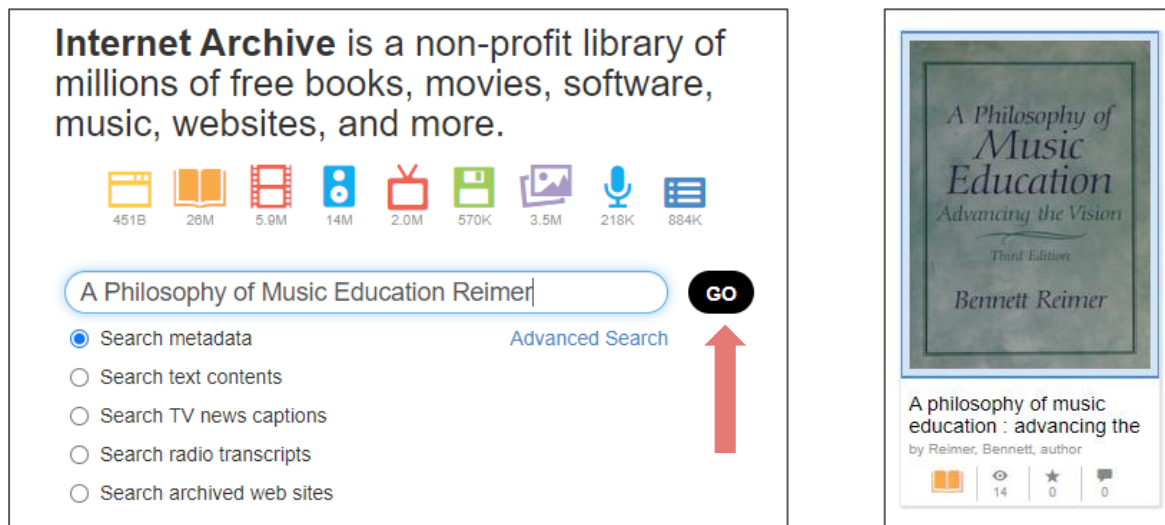 Internet Archive is a non-profit library of
millions of free books, movies, software,
music, websites, and more.
451B 26M 5.9M 14M 2.0M 570K 3.5M 218K 884K
A Philosophy of Music Education Reimer
GO
Search metadata
Advanced Search
Search text contents
Search TV news captions
Search radio transcripts
Search archived web sites
A Philosophy of
Music
Education
Advancing the Vision
Third Edition
Bennett Reimer
A philosophy of music
education : advancing the
by Reimer, Bennett, author
14 0 0